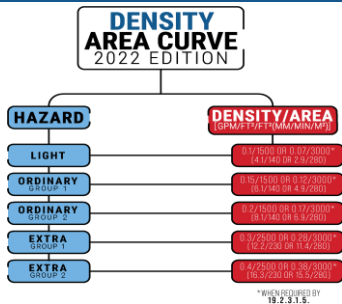 DENSITY
AREA CURVE
2022 EDITION
HAZARD
DENSITY/AREA
[GPM/FT²/FT²(MM/MIN/M²)]
LIGHT
0.1/1500 OR 0.07/3000*
(4.1/140 OR 2.9/280)
ORDINARY
GROUP 1
0.15/1500 OR 0.12/3000*
(6.1/140 OR 4.9/280)
ORDINARY
GROUP 2
0.2/1500 OR 0.17/3000*
(8.1/140 OR 6.9/280)
EXTRA
GROUP 1
0.3/2500 OR 0.28/3000*
(12.2/230 OR 11.4/280)
EXTRA
GROUP 2
0.4/2500 OR 0.38/3000*
(16.3/230 OR 15.5/280)
*WHEN REQUIRED BY
19.2.3.1.5.